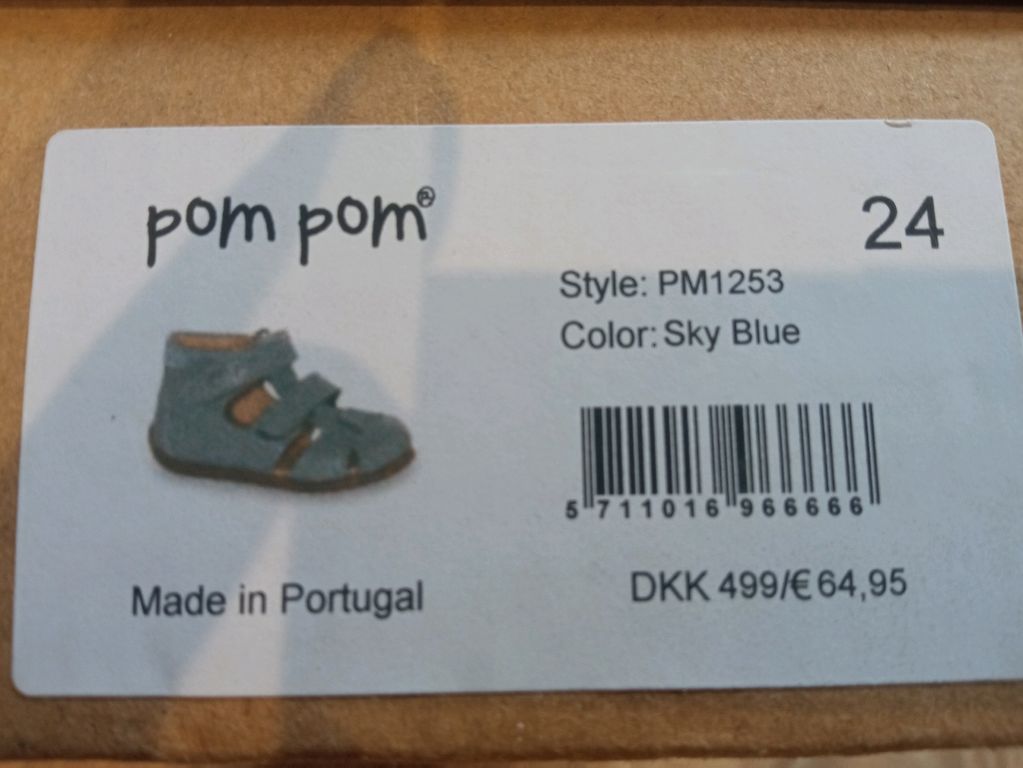 pom pom®
24
Style: PM1253
Color: Sky Blue
5 711016 966666
Made in Portugal
DKK 499/€ 64,95